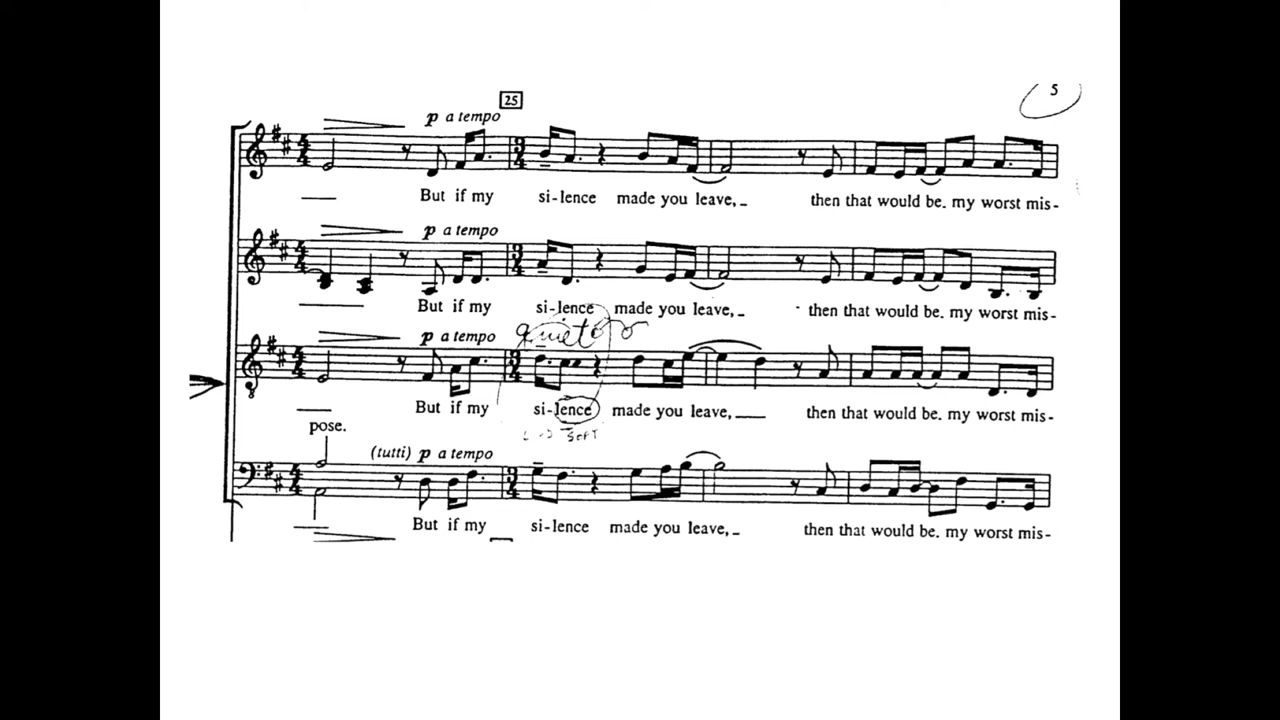 5
25
p a tempo
But if my si-lence made you leave, then that would be. my worst mis-
p a tempo
But if my si-lence made you leave, then that would be. my worst mis-
quiet
p a tempo
But if my si-lence made you leave, then that would be. my worst mis-
pose.
SOFT
(tutti) p a tempo
But if my si-lence made you leave, then that would be. my worst mis-